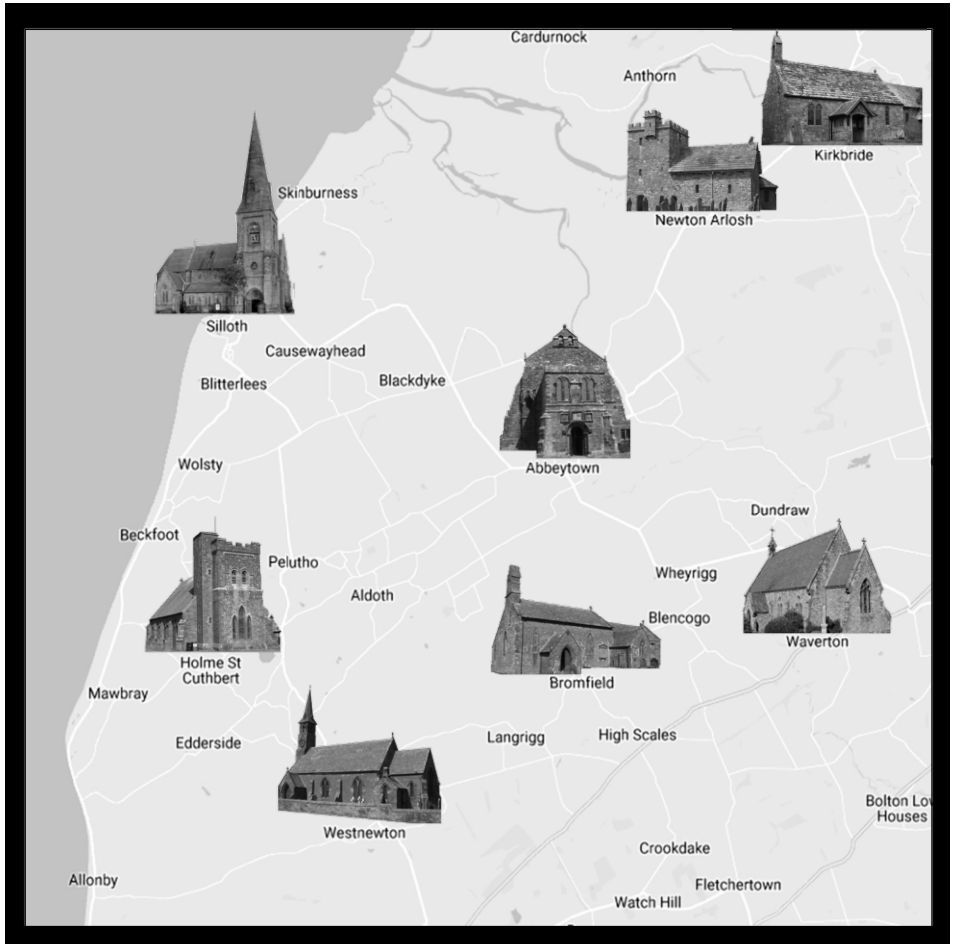 Cardurnock
Anthorn
Kirkbride
Skinburness
Newton Arlosh
Silloth
Causewayhead
Blitterlees
Blackdyke
Wolsty
Abbeytown
Dundraw
Beckfoot
Pelutho
Wheyrigg
Aldoth
Blencogo
Waverton
Holme St
Cuthbert
Bromfield
Mawbray
Edderside
Langrigg
High Scales
Bolton Lo
Houses
Westnewton
Crookdake
Allonby
Fletchertown
Watch Hill